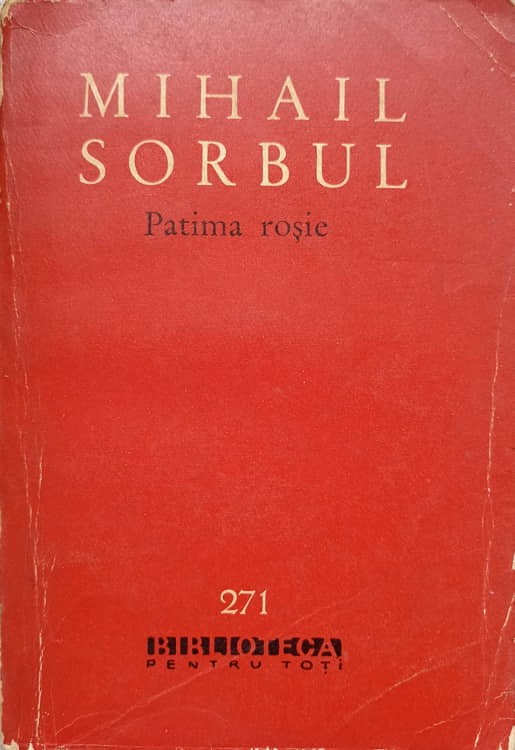 MIHAIL
SORBUL
Patima roșie
271
BIBLIOTECA
PENTRU TOȚI